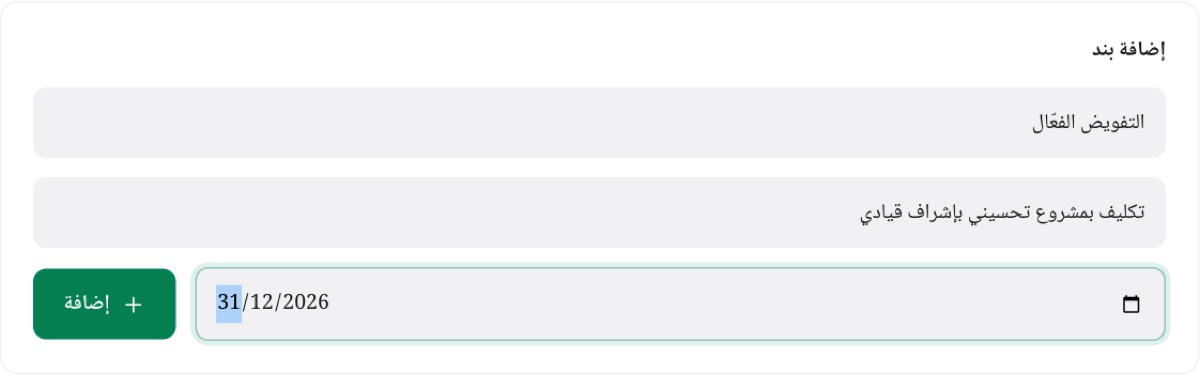 إضافة بند
التفويض الفعّال
تكليف بمشروع تحسيني بإشراف قيادي
31/12/2026
+ إضافة